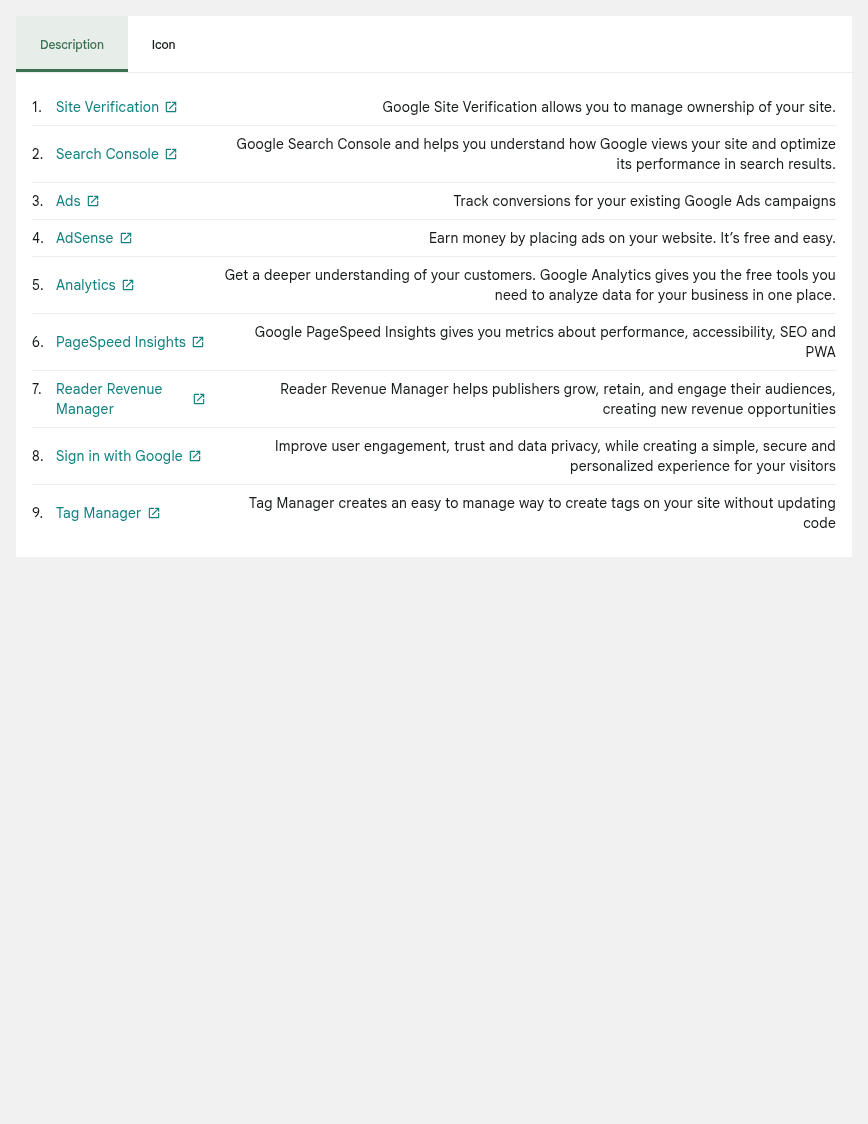 Description
Icon
1. Site Verification
Google Site Verification allows you to manage ownership of your site.
2. Search Console
Google Search Console and helps you understand how Google views your site and optimize
its performance in search results.
3. Ads
Track conversions for your existing Google Ads campaigns
4. AdSense
Earn money by placing ads on your website. It’s free and easy.
5. Analytics
Get a deeper understanding of your customers. Google Analytics gives you the free tools you
need to analyze data for your business in one place.
6. PageSpeed Insights
Google PageSpeed Insights gives you metrics about performance, accessibility, SEO and
PWA
7. Reader Revenue
Manager
Reader Revenue Manager helps publishers grow, retain, and engage their audiences,
creating new revenue opportunities
8. Sign in with Google
Improve user engagement, trust and data privacy, while creating a simple, secure and
personalized experience for your visitors
9. Tag Manager
Tag Manager creates an easy to manage way to create tags on your site without updating
code